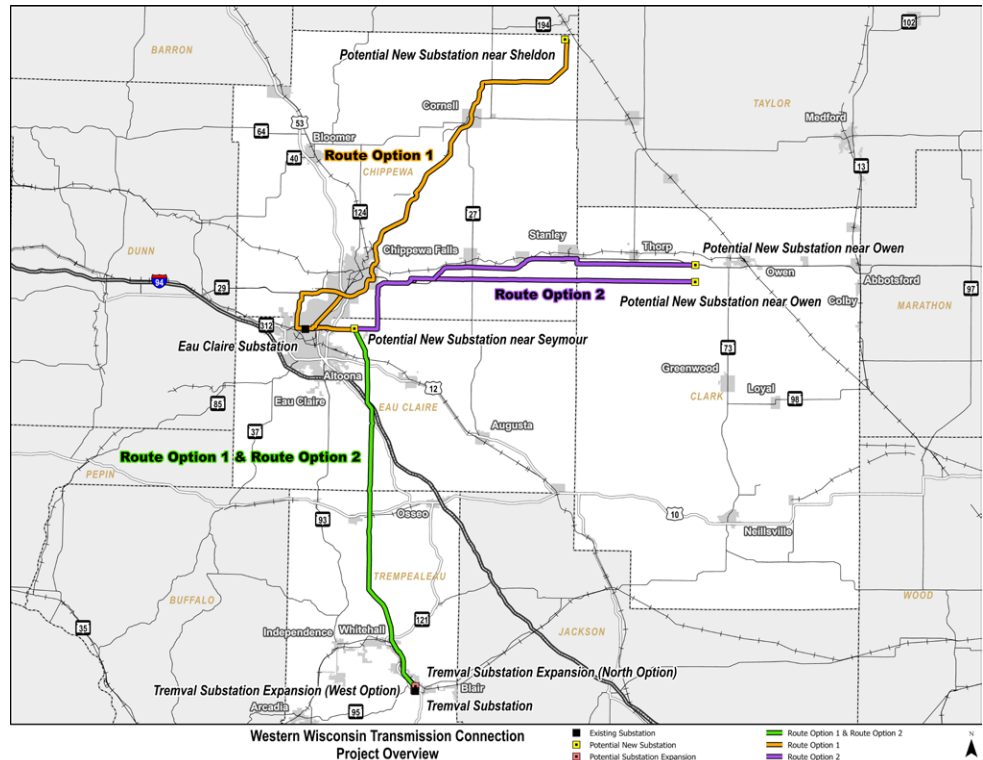 194
102
BARRON
Potential New Substation near Sheldon
TAYLOR
Cornell
53
64
Bloomer
Medford
40
Route Option 1
CHIPPEWA
13
124
27
DUNN
Stanley
Chippewa Falls
Thorp
Potential New Substation near Owen
Owen
94
29
Abbotsford
Route Option 2
Potential New Substation near Owen
Colby
MARATHON
97
312
Potential New Substation near Seymour
Eau Claire Substation
73
Greenwood
Altoona
12
Loyal
Eau Claire
EAU CLAIRE
CLARK
98
85
37
Augusta
Route Option 1 & Route Option 2
PEPIN
Osseo
10
93
Neillsville
TREMPEALEAU
BUFFALO
WOOD
121
35
Independence
Whitehall
JACKSON
Tremval Substation Expansion (North Option)
Tremval Substation Expansion (West Option)
Blair
Tremval Substation
Arcadia
95
Western Wisconsin Transmission Connection
Project Overview
Existing Substation
Potential New Substation
Potential Substation Expansion
Route Option 1 & Route Option 2
Route Option 1
Route Option 2
N